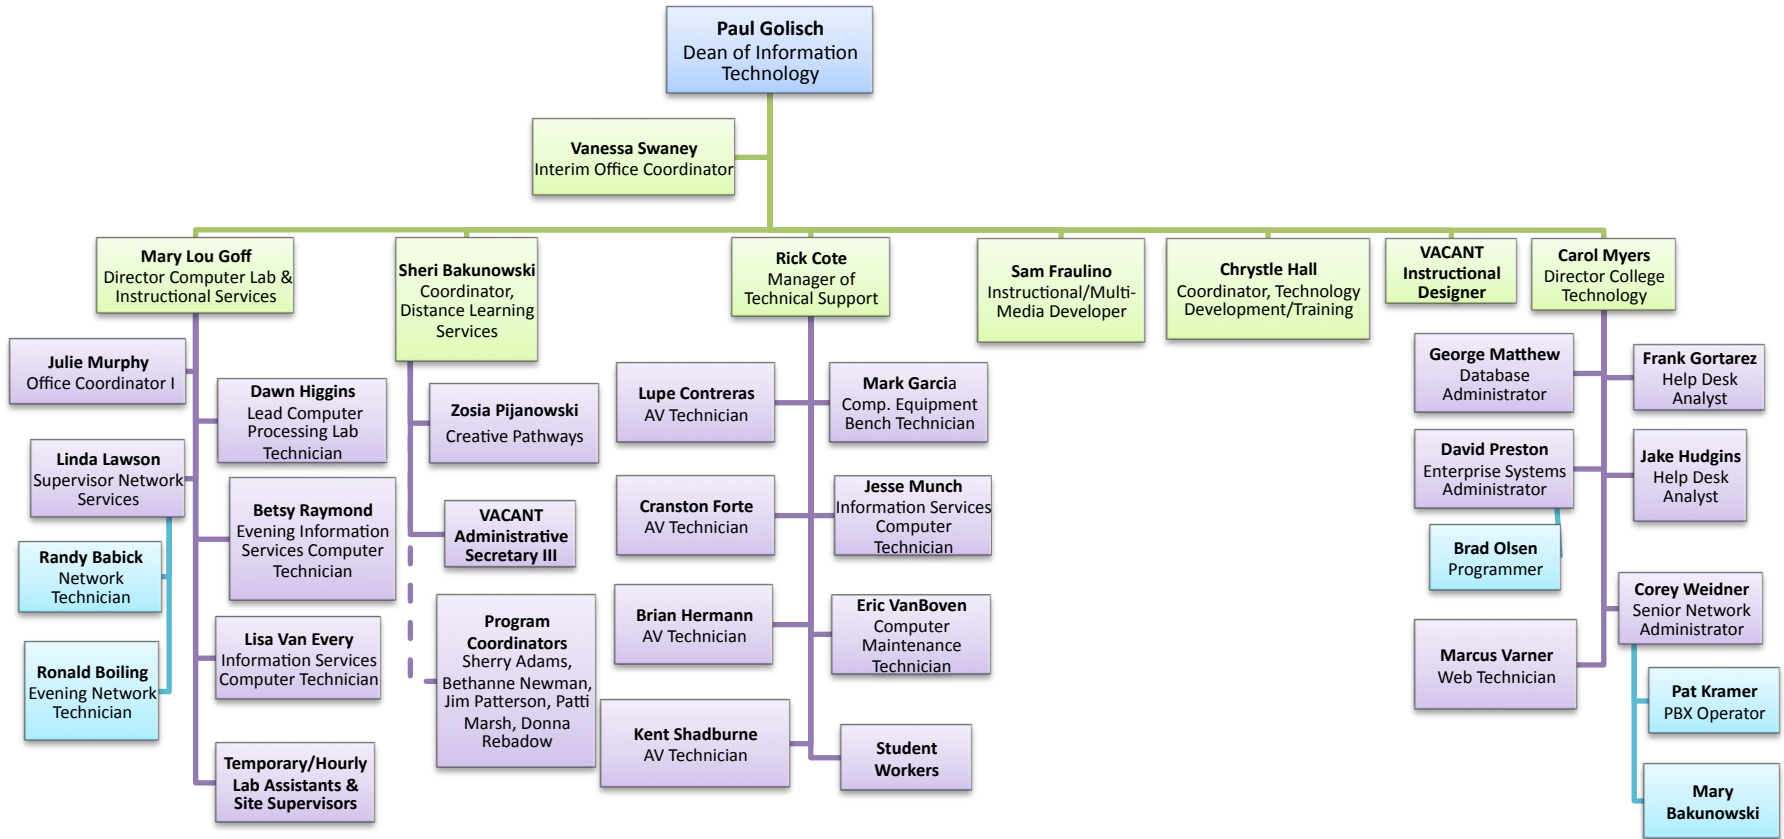 Paul Golisch
Dean of Information
Technology
Vanessa Swaney
Interim Office Coordinator
Mary Lou Goff
Director Computer Lab &
Instructional Services
Sheri Bakunowski
Coordinator,
Distance Learning
Services
Rick Cote
Manager of
Technical Support
Sam Fraulino
Instructional/Multi-
Media Developer
Chrystle Hall
Coordinator, Technology
Development/Training
VACANT
Instructional
Designer
Carol Myers
Director College
Technology
Julie Murphy
Office Coordinator I
Dawn Higgins
Lead Computer
Processing Lab
Technician
Linda Lawson
Supervisor Network
Services
Betsy Raymond
Evening Information
Services Computer
Technician
Randy Babick
Network
Technician
Lisa Van Every
Information Services
Computer Technician
Ronald Boiling
Evening Network
Technician
Temporary/Hourly
Lab Assistants &
Site Supervisors
Zosia Pijanowski
Creative Pathways
VACANT
Administrative
Secretary III
Program
Coordinators
Sherry Adams,
Bethanne Newman,
Jim Patterson, Patti
Marsh, Donna
Rebadow
Lupe Contreras
AV Technician
Mark Garcia
Comp. Equipment
Bench Technician
Cranston Forte
AV Technician
Jesse Munch
Information Services
Computer
Technician
Brian Hermann
AV Technician
Eric VanBoven
Computer
Maintenance
Technician
Kent Shadburne
AV Technician
Student
Workers
George Matthew
Database
Administrator
Frank Gortarez
Help Desk
Analyst
David Preston
Enterprise Systems
Administrator
Jake Hudgins
Help Desk
Analyst
Brad Olsen
Programmer
Corey Weidner
Senior Network
Administrator
Marcus Varner
Web Technician
Pat Kramer
PBX Operator
Mary
Bakunowski